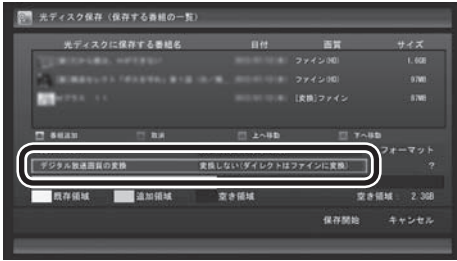 光ディスク保存（保存する番組の一覧）
光ディスクに保存する番組名 日付 画質 サイズ
ファイン(HD) 1.6GB
ファイン(HD) 97MB
[変換]ファイン 97MB
番組追加 取消 上へ移動 下へ移動
フォーマット
デジタル放送画質の変換 変換しない(ダイレクトはファインに変換) ?
既存領域 追加領域 空き領域 空き領域： 2.3GB
保存開始 キャンセル